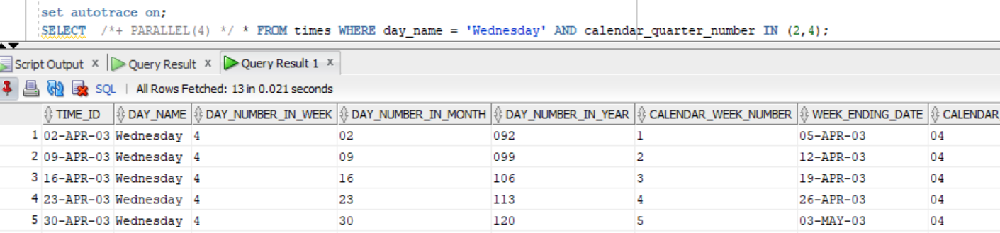 set autotrace on;
SELECT /*+ PARALLEL(4) */ * FROM times WHERE day_name = 'Wednesday' AND calendar_quarter_number IN (2,4);
Script Output x Query Result x Query Result 1 x
SQL | All Rows Fetched: 13 in 0.021 seconds
TIME_ID DAY_NAME DAY_NUMBER_IN_WEEK DAY_NUMBER_IN_MONTH DAY_NUMBER_IN_YEAR CALENDAR_WEEK_NUMBER WEEK_ENDING_DATE CALENDAR
1 02-APR-03 Wednesday 4 02 092 1 05-APR-03 04
2 09-APR-03 Wednesday 4 09 099 2 12-APR-03 04
3 16-APR-03 Wednesday 4 16 106 3 19-APR-03 04
4 23-APR-03 Wednesday 4 23 113 4 26-APR-03 04
5 30-APR-03 Wednesday 4 30 120 5 03-MAY-03 04